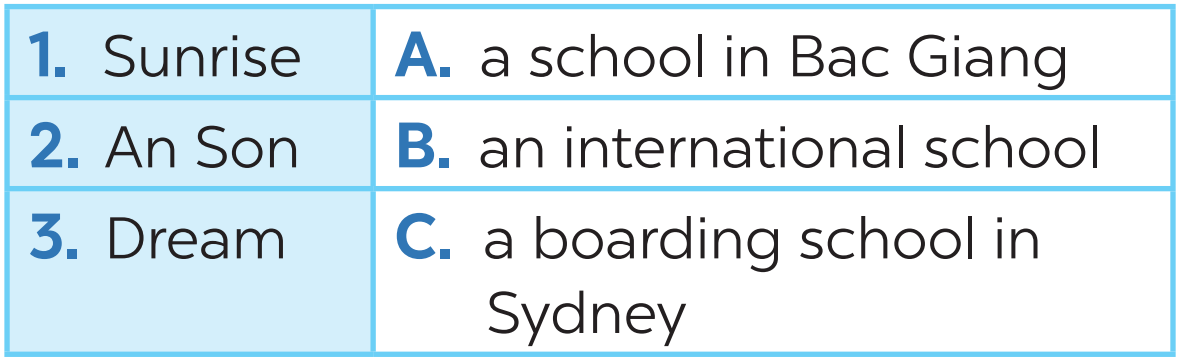 1. Sunrise
A. a school in Bac Giang
2. An Son
B. an international school
3. Dream
C. a boarding school in
Sydney